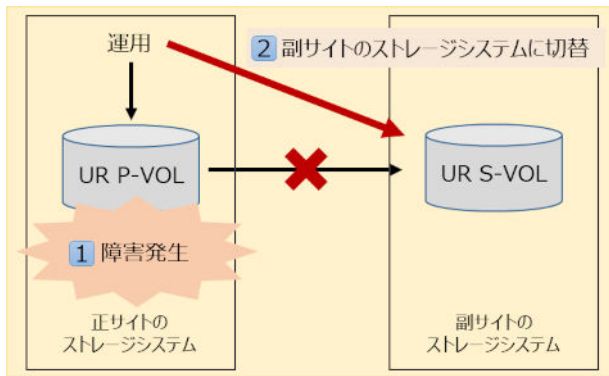 運用
2 副サイトのストレージシステムに切替
UR P-VOL
UR S-VOL
1 障害発生
正サイトの
ストレージシステム
副サイトの
ストレージシステム